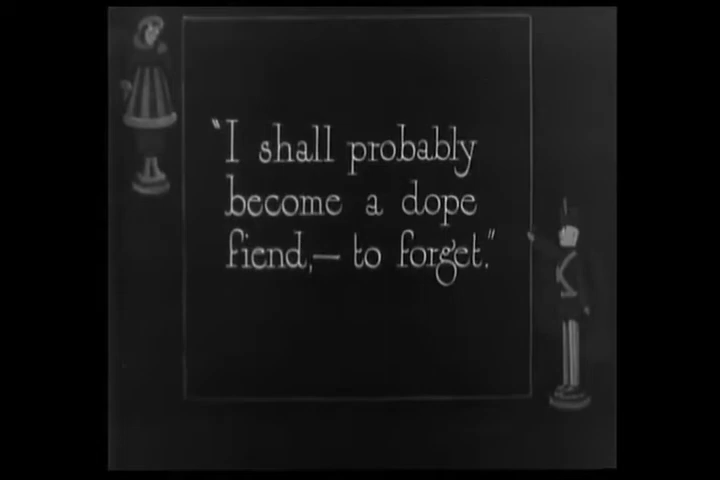 "I shall probably
become a dope
fiend,— to forget."